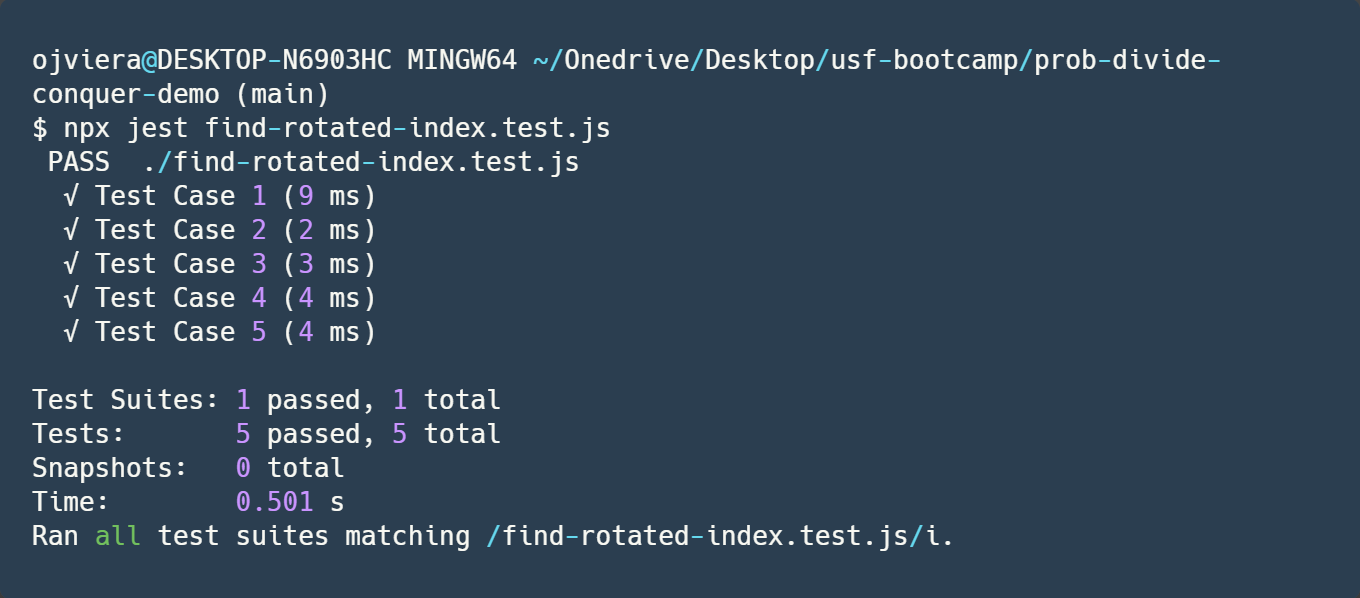 ojviera@DESKTOP-N6903HC MINGW64 ~/Onedrive/Desktop/usf-bootcamp/prob-divide-
conquer-demo (main)
$ npx jest find-rotated-index.test.js
 PASS  ./find-rotated-index.test.js
  √ Test Case 1 (9 ms)
  √ Test Case 2 (2 ms)
  √ Test Case 3 (3 ms)
  √ Test Case 4 (4 ms)
  √ Test Case 5 (4 ms)

Test Suites: 1 passed, 1 total
Tests:       5 passed, 5 total
Snapshots:   0 total
Time:        0.501 s
Ran all test suites matching /find-rotated-index.test.js/i.